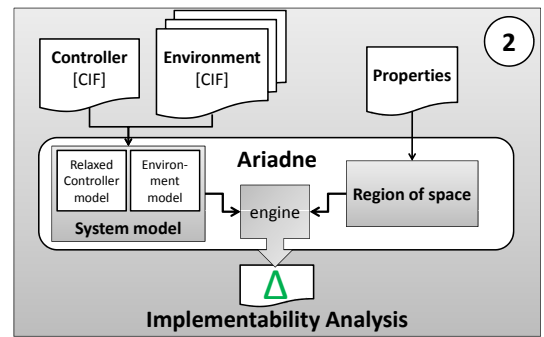 2
Controller
[CIF]
Environment
[CIF]
Properties
Ariadne
Relaxed
Controller
model
Environ-
ment
model
System model
engine
Region of space
Δ
Implementability Analysis